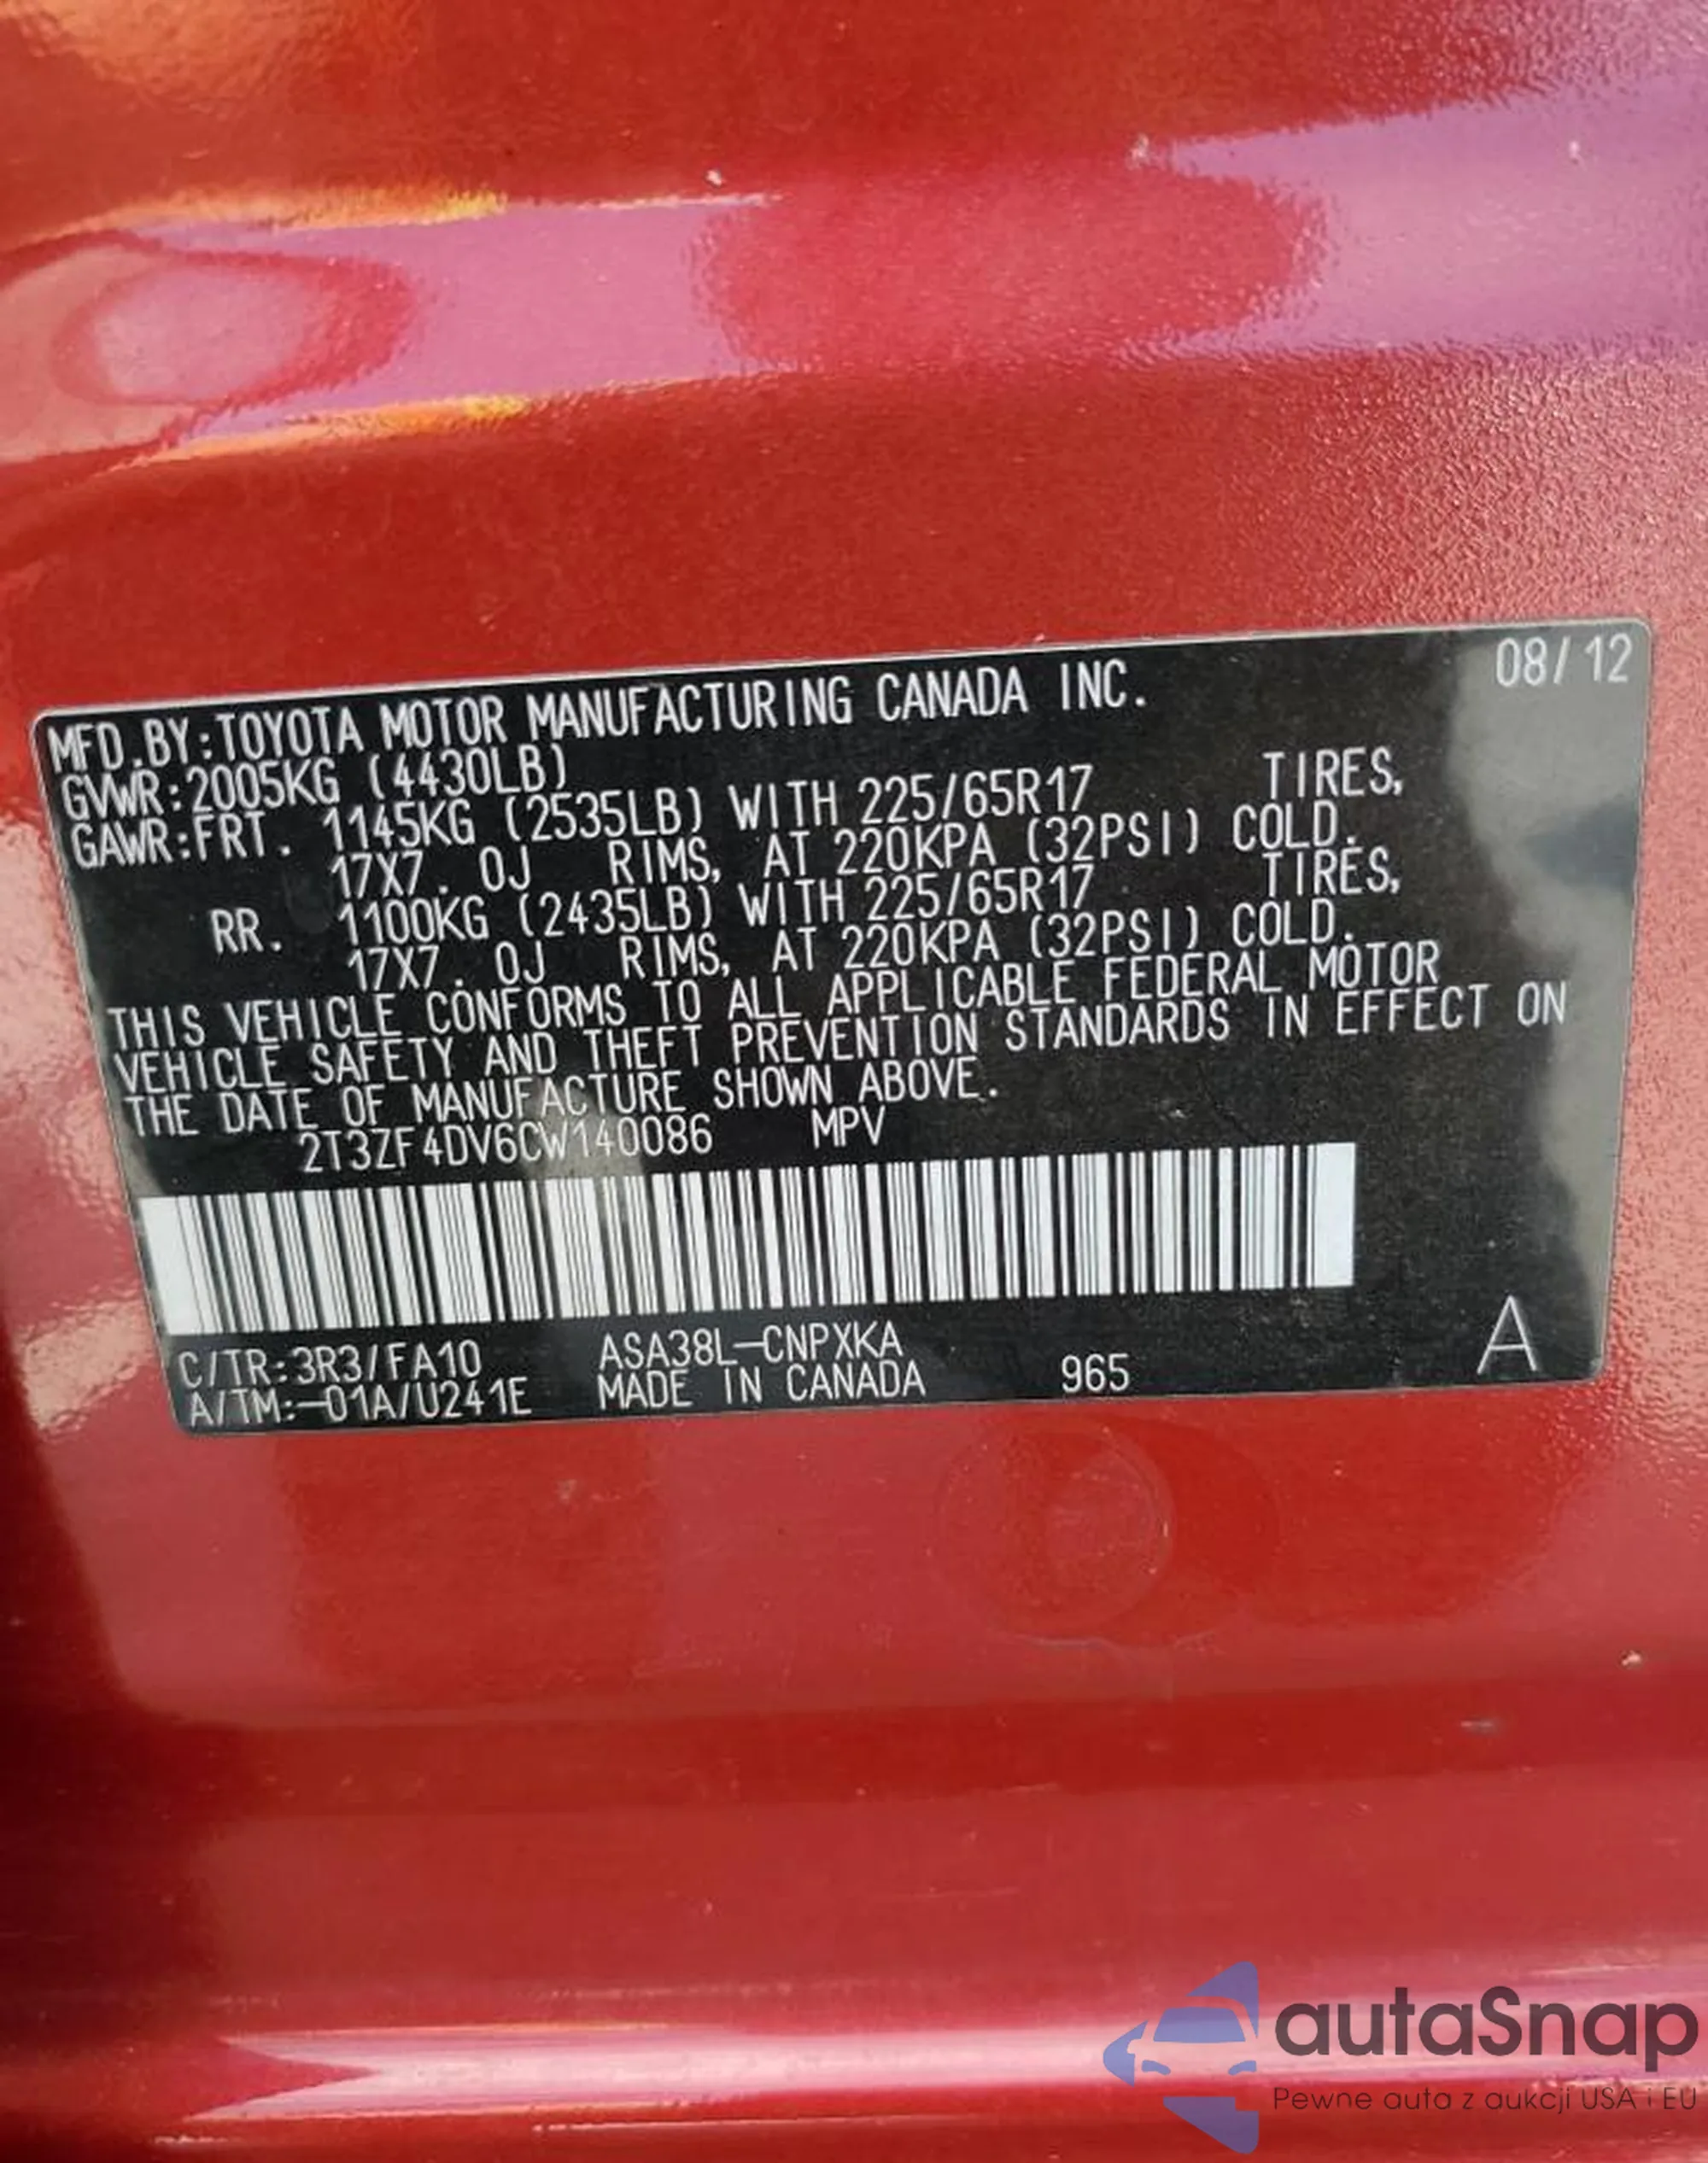 08/12
MFD.BY:TOYOTA MOTOR MANUFACTURING CANADA INC.
GVWR:2005KG (4430LB)
GAWR:FRT. 1145KG (2535LB) WITH 225/65R17 TIRES,
17X7.0J RIMS, AT 220KPA (32PSI) COLD.
RR. 1100KG (2435LB) WITH 225/65R17 TIRES,
17X7.0J RIMS, AT 220KPA (32PSI) COLD.
THIS VEHICLE CONFORMS TO ALL APPLICABLE FEDERAL MOTOR
VEHICLE SAFETY AND THEFT PREVENTION STANDARDS IN EFFECT ON
THE DATE OF MANUFACTURE SHOWN ABOVE.
2T3ZF4DV6CW140086 MPV
C/TR:3R3/FA10 ASA38L-CNPXKA
A/TM:-01A/U241E MADE IN CANADA 965 A
autaSnap
Pewne auta z aukcji USA i EU